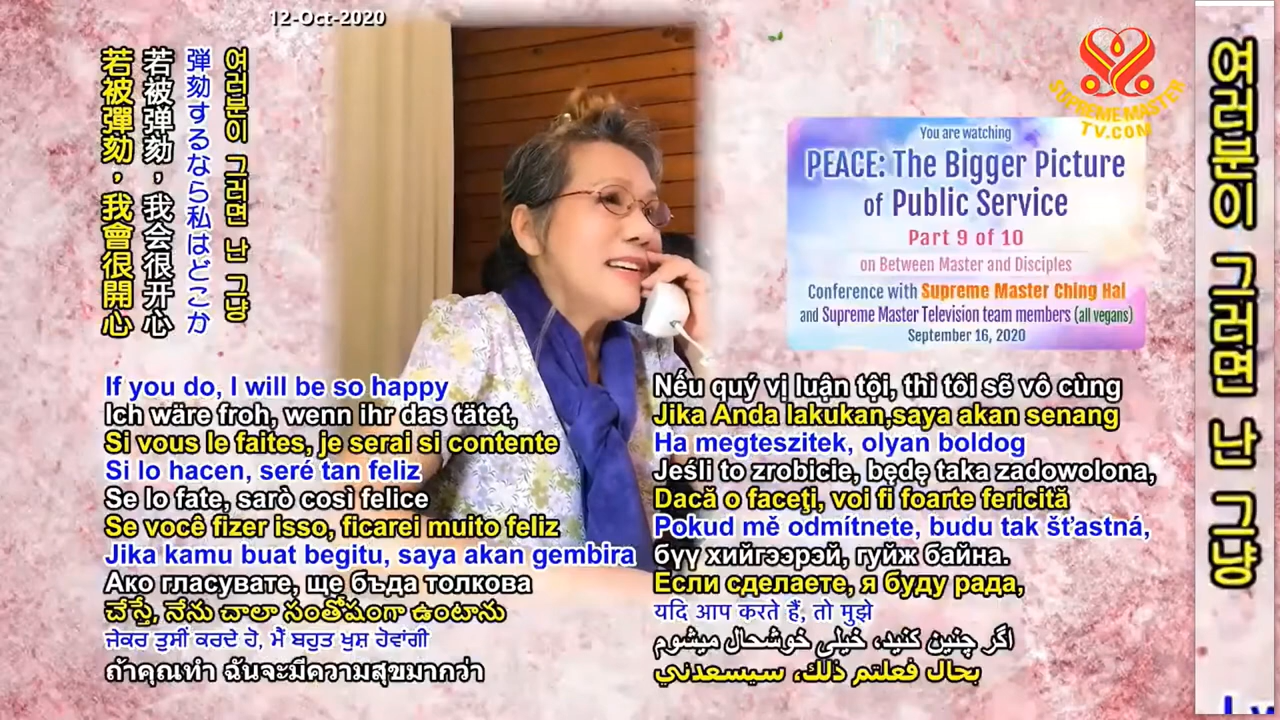 12-Oct-2020
SUPREME MASTER
TV.COM
You are watching
PEACE: The Bigger Picture
of Public Service
Part 9 of 10
on Between Master and Disciples
Conference with Supreme Master Ching Hai
and Supreme Master Television team members (all vegans)
September 16, 2020
여러분이 그러면 난 그냥
弾劾するなら私はどこか
若被弹劾，我会很开心
若被彈劾，我會很開心
If you do, I will be so happy
Ich wäre froh, wenn ihr das tätet,
Si vous le faites, je serai si contente
Si lo hacen, seré tan feliz
Se lo fate, sarò così felice
Se você fizer isso, ficarei muito feliz
Jika kamu buat begitu, saya akan gembira
Ако гласувате, ще бъда толкова
చేస్తే, నేను చాలా సంతోషంగా ఉంటాను
ਜੇਕਰ ਤੁਸੀਂ ਕਰਦੇ ਹੋ, ਮੈਂ ਬਹੁਤ ਖੁਸ਼ ਹੋਵਾਂਗੀ
ถ้าคุณทำ ฉันจะมีความสุขมากว่า
Nếu quý vị luận tội, thì tôi sẽ vô cùng
Jika Anda lakukan,saya akan senang
Ha megteszitek, olyan boldog
Jeśli to zrobicie, będę taka zadowolona,
Dacă o faceţi, voi fi foarte fericită
Pokud mě odmítnete, budu tak šťastná,
бүү хийгээрэй, гуйж байна.
Если сделаете, я буду рада,
यदि आप करते हैं, तो मुझे
اگر چنین کنید، خیلی خوشحال میشوم
بحال فعلتم ذلك، سيسعدني
여러분이 그러면 난 그냥